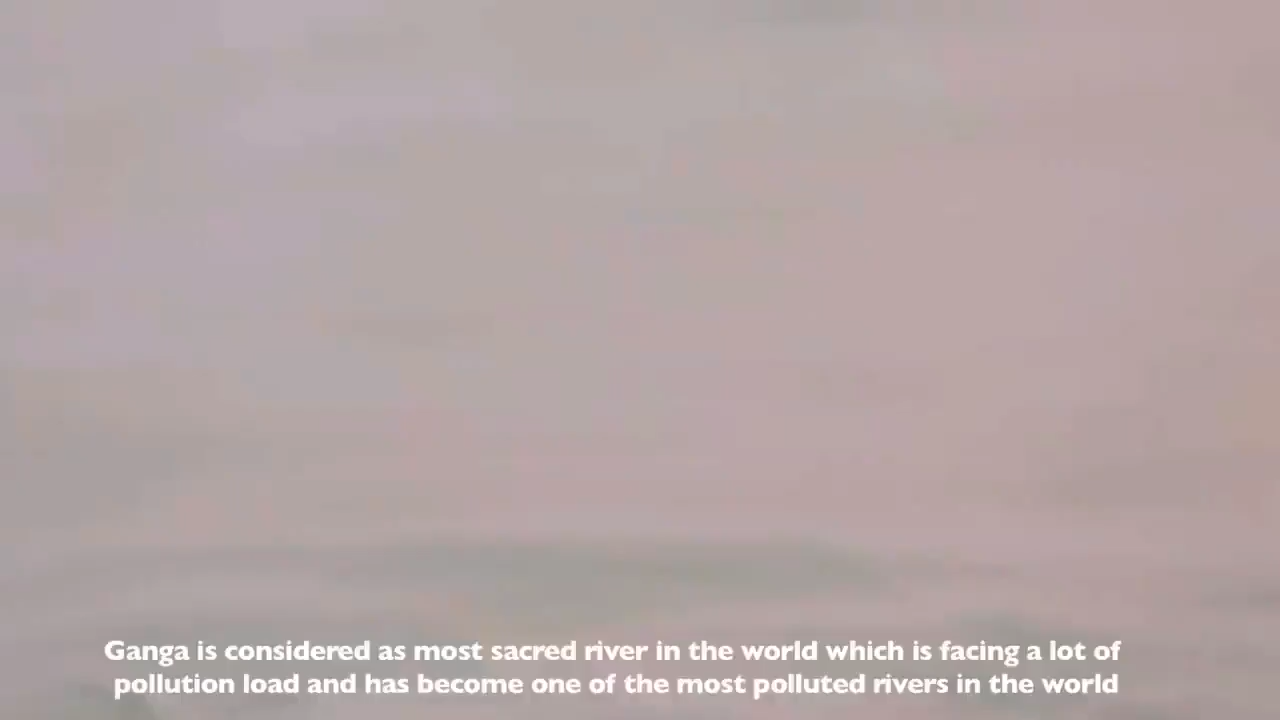 Ganga is considered as most sacred river in the world which is facing a lot of
pollution load and has become one of the most polluted rivers in the world